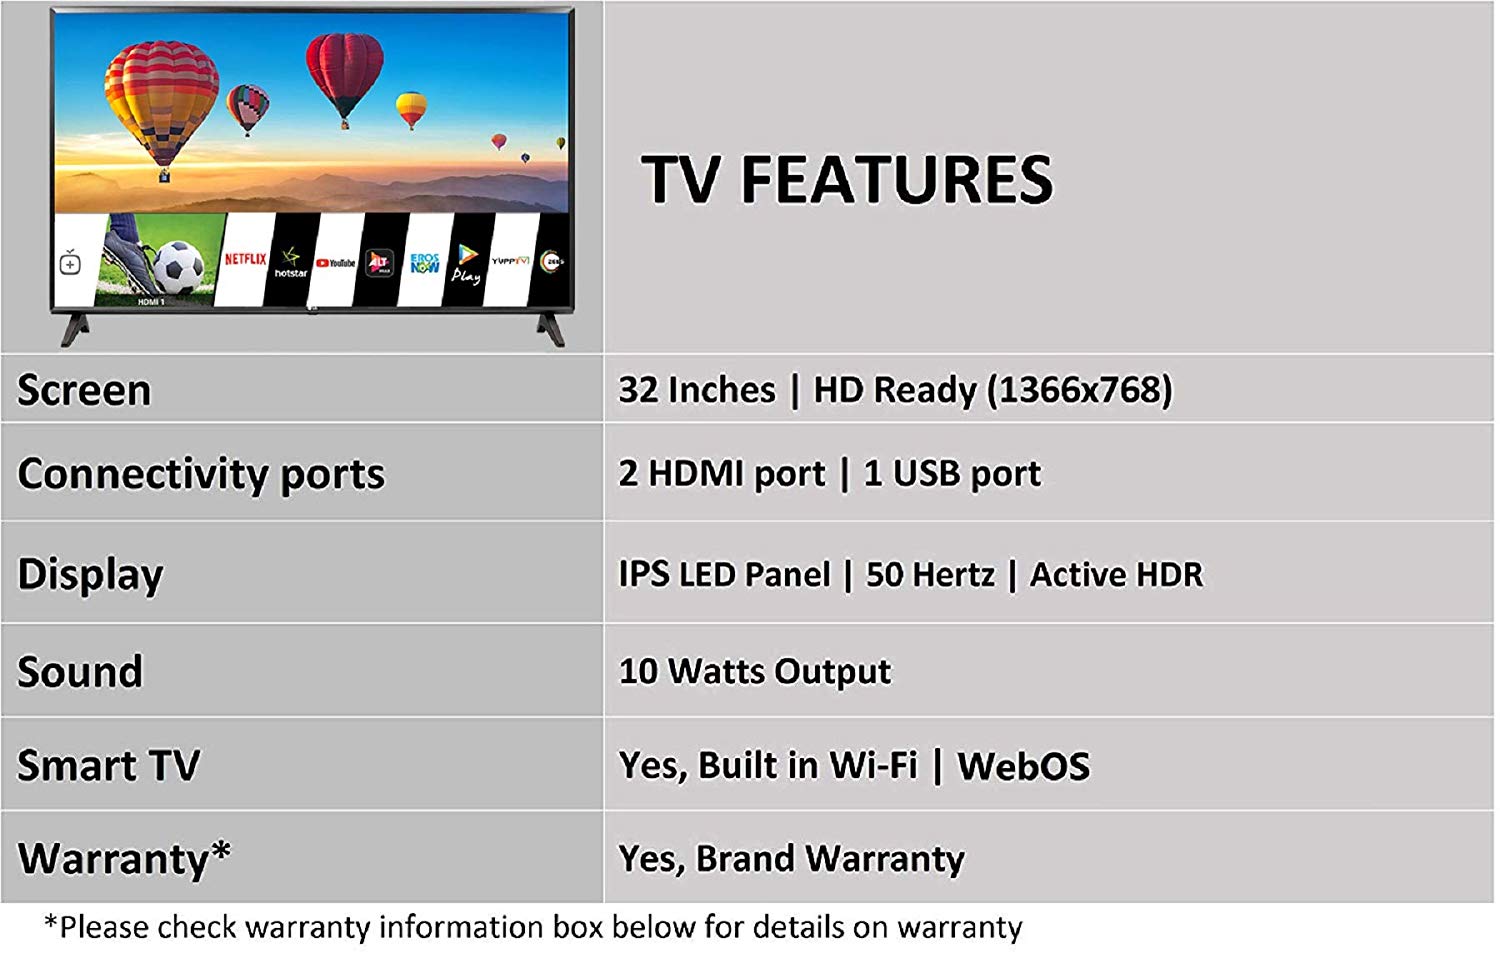 TV FEATURES
HDMI 1
NETFLIX
hotstar
YouTube
ALT
EROS
NOW
Play
YUPPTV
ZEE5
Screen
32 Inches | HD Ready (1366x768)
Connectivity ports
2 HDMI port | 1 USB port
Display
IPS LED Panel | 50 Hertz | Active HDR
Sound
10 Watts Output
Smart TV
Yes, Built in Wi-Fi | WebOS
Warranty*
Yes, Brand Warranty
*Please check warranty information box below for details on warranty